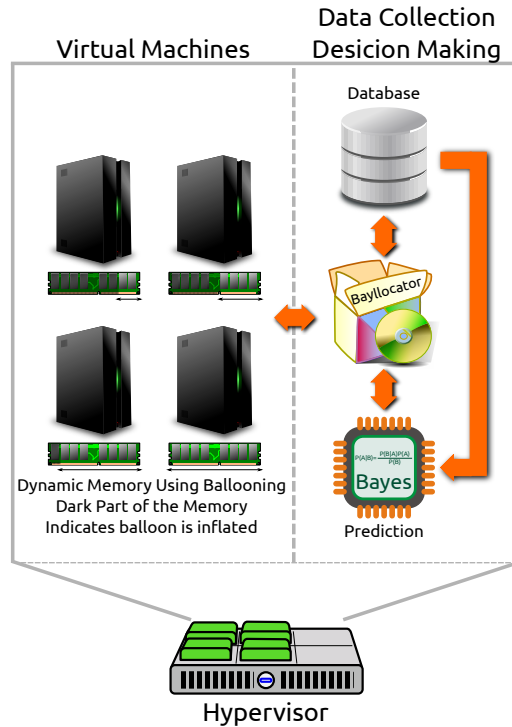 Virtual Machines
Data Collection
Desicion Making
Database
Bayllocator
P(A|B)=P(B|A)P(A)
P(B)
Bayes
Prediction
Dynamic Memory Using Ballooning
Dark Part of the Memory
Indicates balloon is inflated
Hypervisor